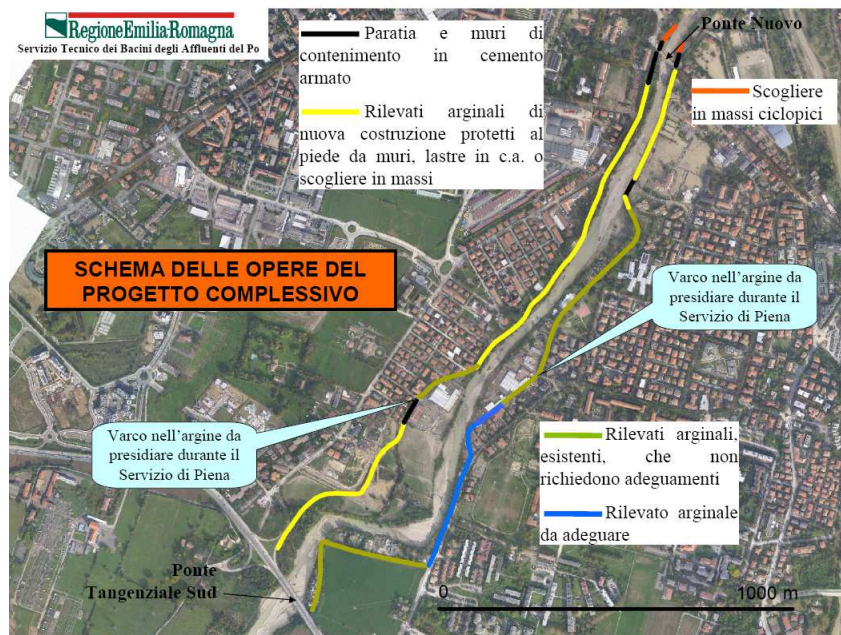 RegioneEmilia-Romagna
Servizio Tecnico dei Bacini degli Affluenti del Po
Paratia e muri di
contenimento in cemento
armato
Rilevati arginali di
nuova costruzione protetti al
piede da muri, lastre in c.a. o
scogliere in massi
Ponte Nuovo
Scogliere
in massi ciclopici
SCHEMA DELLE OPERE DEL
PROGETTO COMPLESSIVO
Varco nell'argine da
presidiare durante il
Servizio di Piena
Varco nell'argine da
presidiare durante il
Servizio di Piena
Rilevati arginali,
esistenti, che non
richiedono adeguamenti
Rilevato arginale
da adeguare
Ponte
Tangenziale Sud
0
1000 m